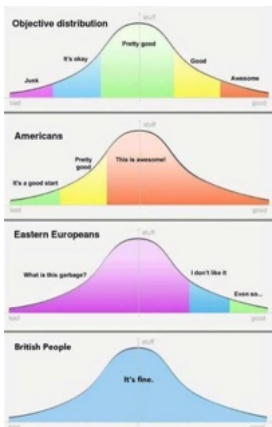 Objective distribution
stuff
Pretty good
It's okay
Good
Junk
Awesome
bad
good
Americans
stuff
Pretty
good
This is awesome!
It's a good start
bad
good
Eastern Europeans
stuff
What is this garbage?
I don't like it
Even so...
bad
good
British People
stuff
It's fine.
bad
good